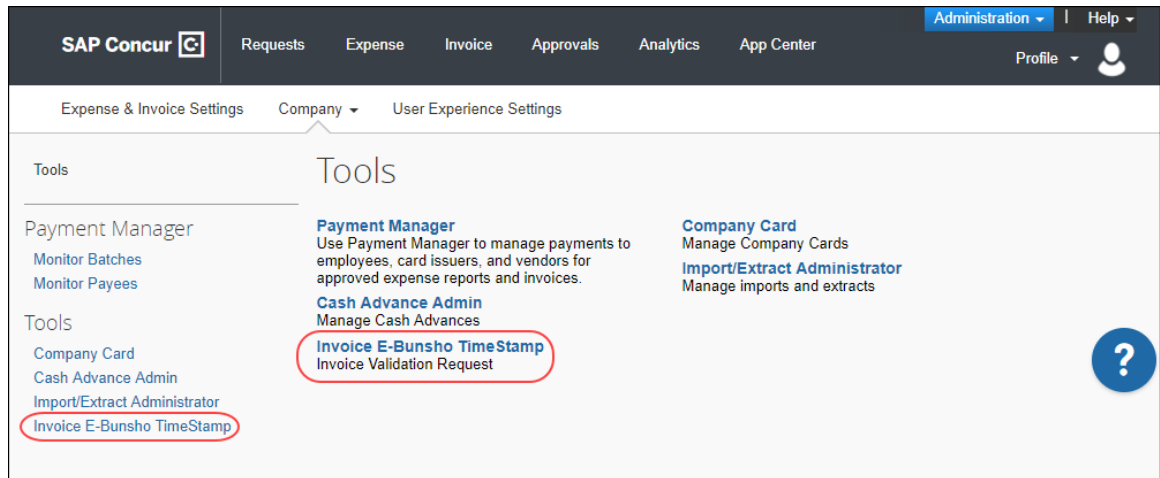 Administration | Help
SAP Concur C Requests Expense Invoice Approvals Analytics App Center
Profile
Expense & Invoice Settings Company User Experience Settings
Tools
Payment Manager
Monitor Batches
Monitor Payees
Tools
Company Card
Cash Advance Admin
Import/Extract Administrator
Invoice E-Bunsho TimeStamp
Tools
Payment Manager
Use Payment Manager to manage payments to
employees, card issuers, and vendors for
approved expense reports and invoices.
Cash Advance Admin
Manage Cash Advances
Invoice E-Bunsho TimeStamp
Invoice Validation Request
Company Card
Manage Company Cards
Import/Extract Administrator
Manage imports and extracts
?